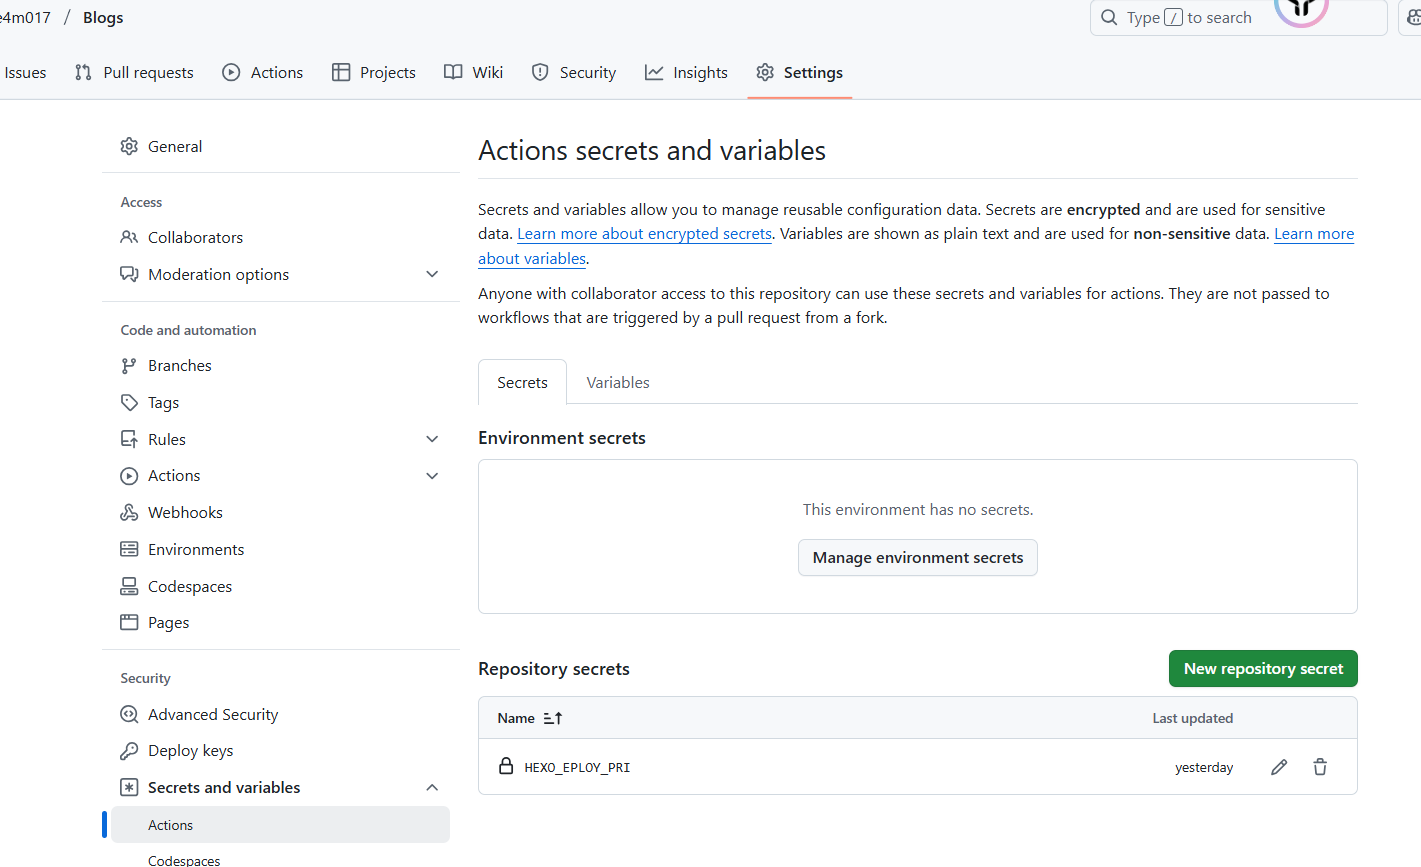 e4m017 / Blogs
Type / to search
Issues
Pull requests
Actions
Projects
Wiki
Security
Insights
Settings
General
Access
Collaborators
Moderation options
Code and automation
Branches
Tags
Rules
Actions
Webhooks
Environments
Codespaces
Pages
Security
Advanced Security
Deploy keys
Secrets and variables
Actions
Codespaces
Actions secrets and variables
Secrets and variables allow you to manage reusable configuration data. Secrets are encrypted and are used for sensitive
data. Learn more about encrypted secrets. Variables are shown as plain text and are used for non-sensitive data. Learn more
about variables.
Anyone with collaborator access to this repository can use these secrets and variables for actions. They are not passed to
workflows that are triggered by a pull request from a fork.
Secrets
Variables
Environment secrets
This environment has no secrets.
Manage environment secrets
Repository secrets
New repository secret
Name
Last updated
HEXO_EPLOY_PRI
yesterday